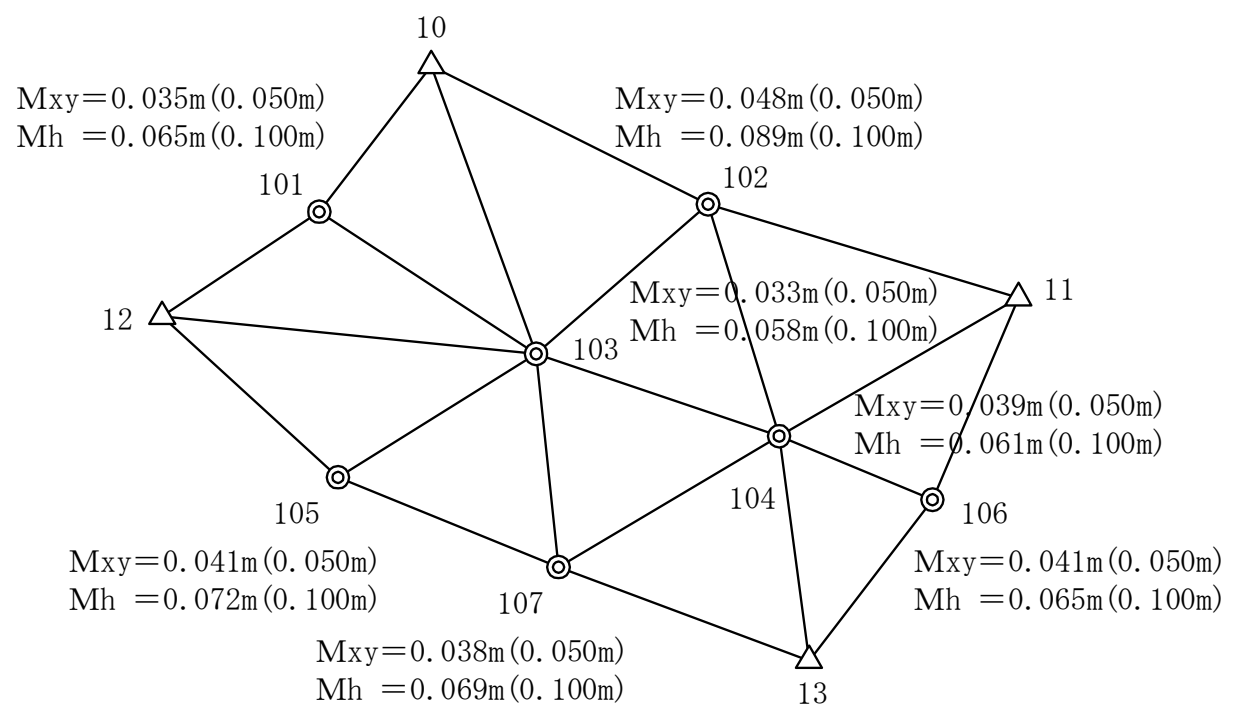 10
Mxy=0.035m(0.050m)
Mh =0.065m(0.100m)
Mxy=0.048m(0.050m)
Mh =0.089m(0.100m)
101
102
Mxy=0.033m(0.050m)
Mh =0.058m(0.100m)
11
12
103
Mxy=0.039m(0.050m)
Mh =0.061m(0.100m)
104
105
106
Mxy=0.041m(0.050m)
Mh =0.072m(0.100m)
Mxy=0.041m(0.050m)
Mh =0.065m(0.100m)
107
Mxy=0.038m(0.050m)
Mh =0.069m(0.100m)
13